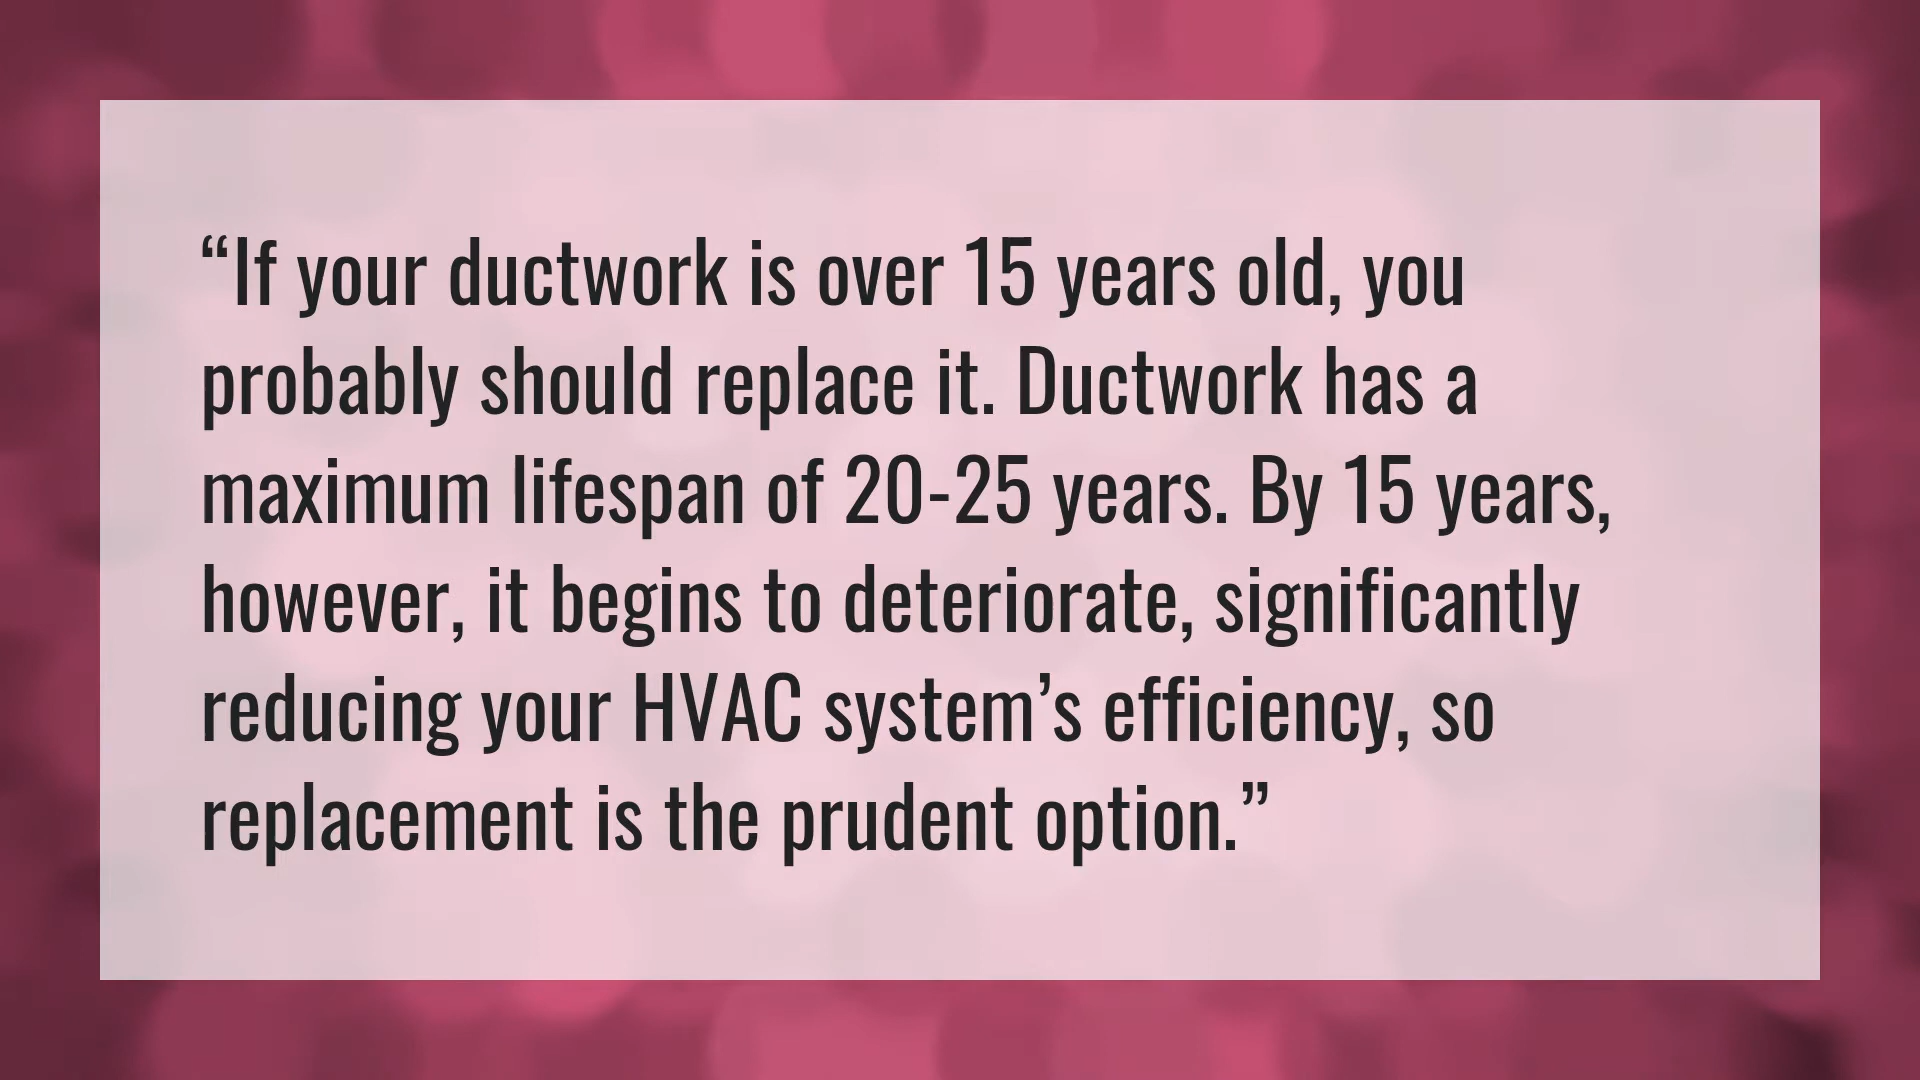 “If your ductwork is over 15 years old, you
probably should replace it. Ductwork has a
maximum lifespan of 20-25 years. By 15 years,
however, it begins to deteriorate, significantly
reducing your HVAC system’s efficiency, so
replacement is the prudent option.”